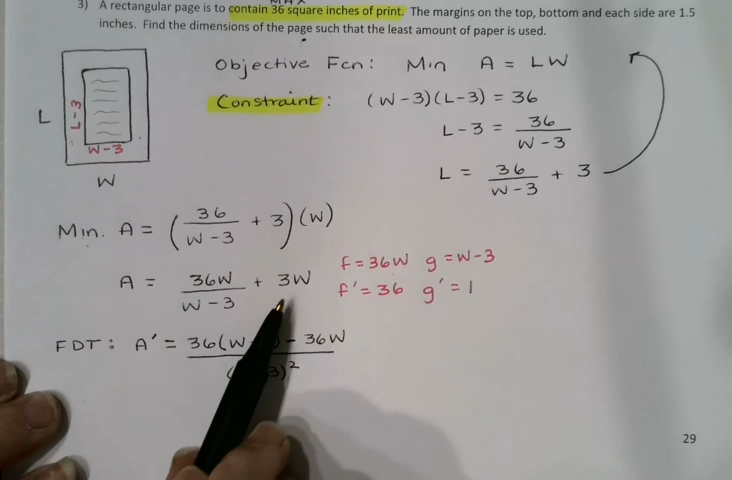 3) A rectangular page is to contain 36 square inches of print. The margins on the top, bottom and each side are 1.5
inches. Find the dimensions of the page such that the least amount of paper is used.
Objective Fcn: Min A = LW
Constraint: (W-3)(L-3) = 36
L
L-3
W-3
W
L-3 = 36/(W-3)
L = 36/(W-3) + 3
Min. A = (36/(W-3) + 3)(W)
A = 36W/(W-3) + 3W
f = 36W g = W-3
f' = 36 g' = 1
FDT: A' = 36(W - 36W
3)²
29